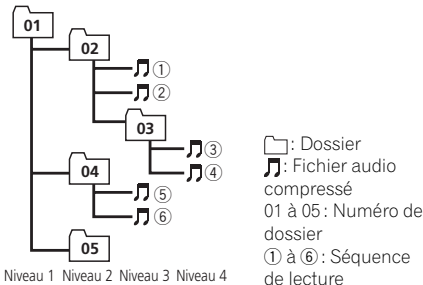 01
02
①
②
03
③
④
04
⑤
⑥
05
Niveau 1 Niveau 2 Niveau 3 Niveau 4
: Dossier
: Fichier audio
compressé
01 à 05 : Numéro de
dossier
① à ⑥ : Séquence
de lecture